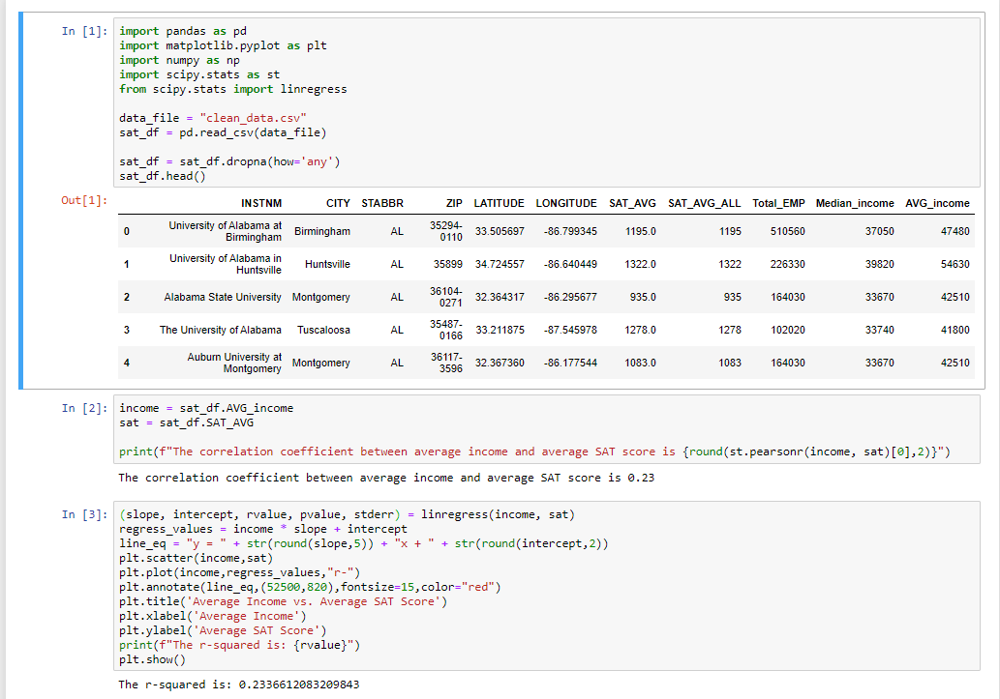 In [1]: import pandas as pd
import matplotlib.pyplot as plt
import numpy as np
import scipy.stats as st
from scipy.stats import linregress
data_file = "clean_data.csv"
sat_df = pd.read_csv(data_file)
sat_df = sat_df.dropna(how='any')
sat_df.head()
Out[1]:
INSTNM CITY STABBR ZIP LATITUDE LONGITUDE SAT_AVG SAT_AVG_ALL Total_EMP Median_income AVG_income
0 University of Alabama at Birmingham Birmingham AL 35294-0110 33.505697 -86.799345 1195.0 1195 510560 37050 47480
1 University of Alabama in Huntsville Huntsville AL 35899 34.724557 -86.640449 1322.0 1322 226330 39820 54630
2 Alabama State University Montgomery AL 36104-0271 32.364317 -86.295677 935.0 935 164030 33670 42510
3 The University of Alabama Tuscaloosa AL 35487-0166 33.211875 -87.545978 1278.0 1278 102020 33740 41800
4 Auburn University at Montgomery Montgomery AL 36117-3596 32.367360 -86.177544 1083.0 1083 164030 33670 42510
In [2]: income = sat_df.AVG_income
sat = sat_df.SAT_AVG
print(f"The correlation coefficient between average income and average SAT score is {round(st.pearsonr(income, sat)[0],2)}")
The correlation coefficient between average income and average SAT score is 0.23
In [3]: (slope, intercept, rvalue, pvalue, stderr) = linregress(income, sat)
regress_values = income * slope + intercept
line_eq = "y = " + str(round(slope,5)) + "x + " + str(round(intercept,2))
plt.scatter(income,sat)
plt.plot(income,regress_values,"r-")
plt.annotate(line_eq,(52500,820),fontsize=15,color="red")
plt.title('Average Income vs. Average SAT Score')
plt.xlabel('Average Income')
plt.ylabel('Average SAT Score')
print(f"The r-squared is: {rvalue}")
plt.show()
The r-squared is: 0.2336612083209843